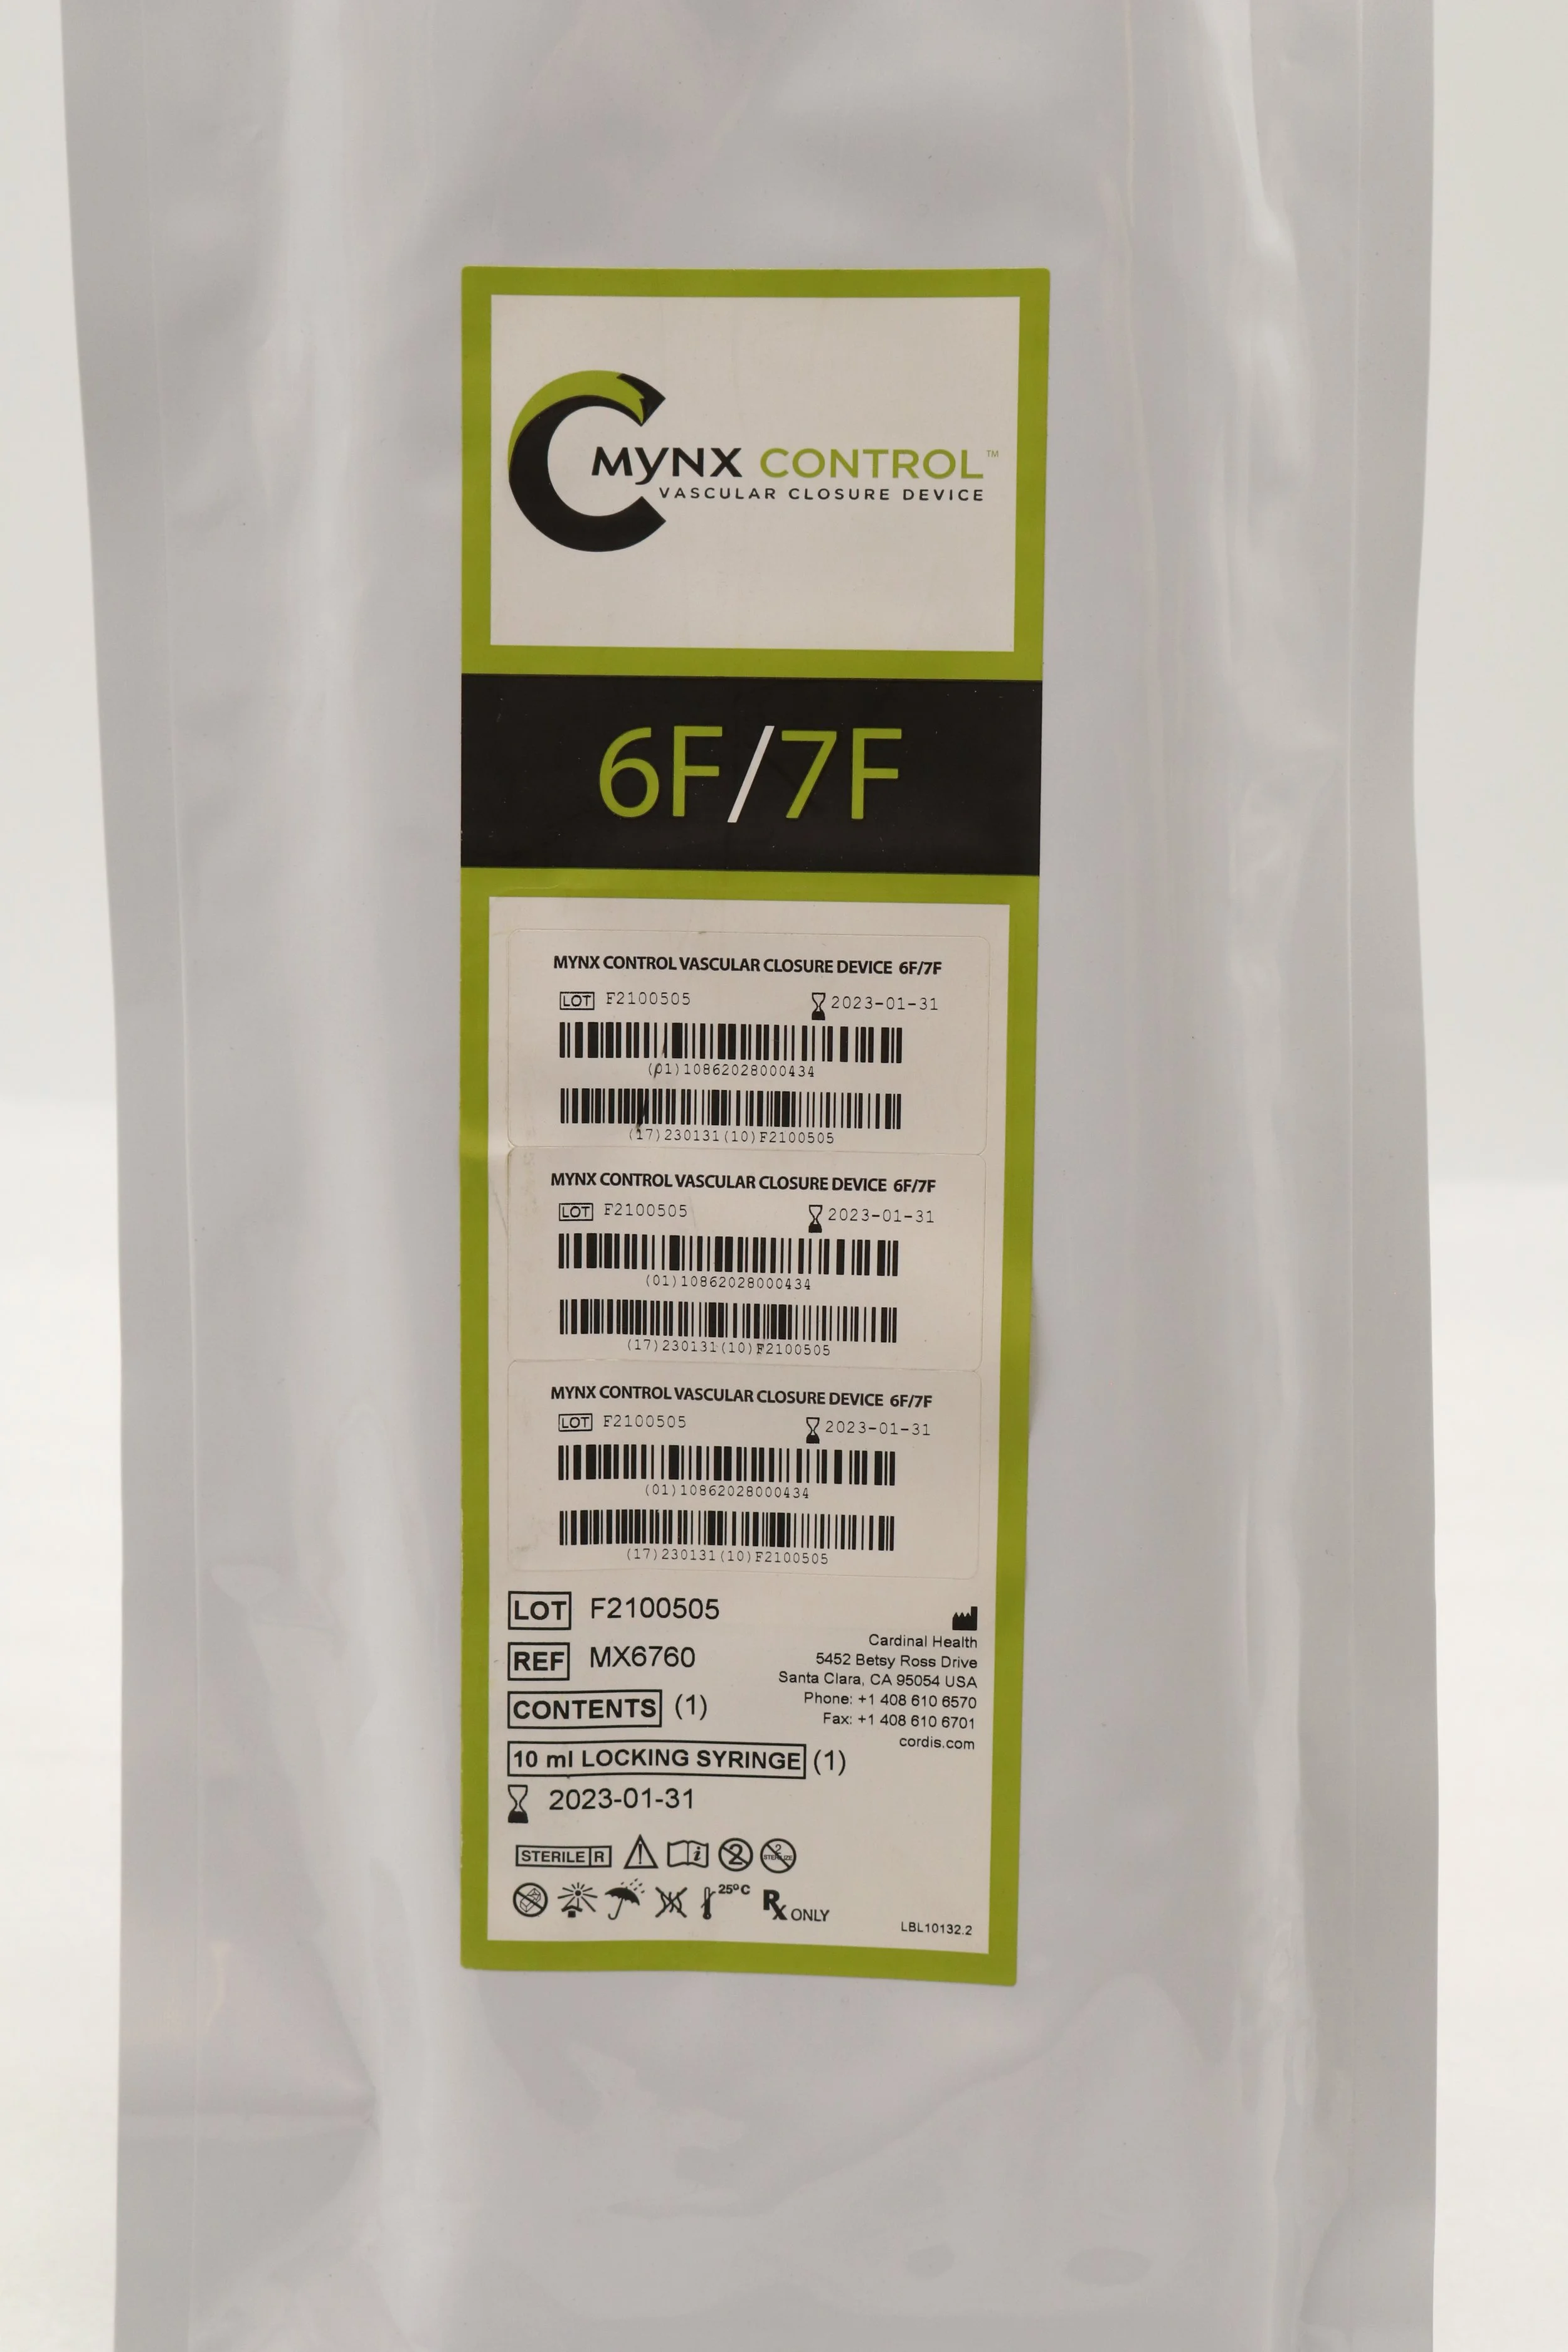 MYNX CONTROL™
VASCULAR CLOSURE DEVICE
6F/7F
MYNX CONTROL VASCULAR CLOSURE DEVICE 6F/7F
LOT F2100505 2023-01-31
(01)10862028000434
(17)230131(10)F2100505
MYNX CONTROL VASCULAR CLOSURE DEVICE 6F/7F
LOT F2100505 2023-01-31
(01)10862028000434
(17)230131(10)F2100505
MYNX CONTROL VASCULAR CLOSURE DEVICE 6F/7F
LOT F2100505 2023-01-31
(01)10862028000434
(17)230131(10)F2100505
LOT F2100505
REF MX6760
CONTENTS (1)
10 ml LOCKING SYRINGE (1)
2023-01-31
Cardinal Health
5452 Betsy Ross Drive
Santa Clara, CA 95054 USA
Phone: +1 408 610 6570
Fax: +1 408 610 6701
cordis.com
STERILE R i 2 2 STERILIZE
25°C Rx ONLY
LBL10132.2